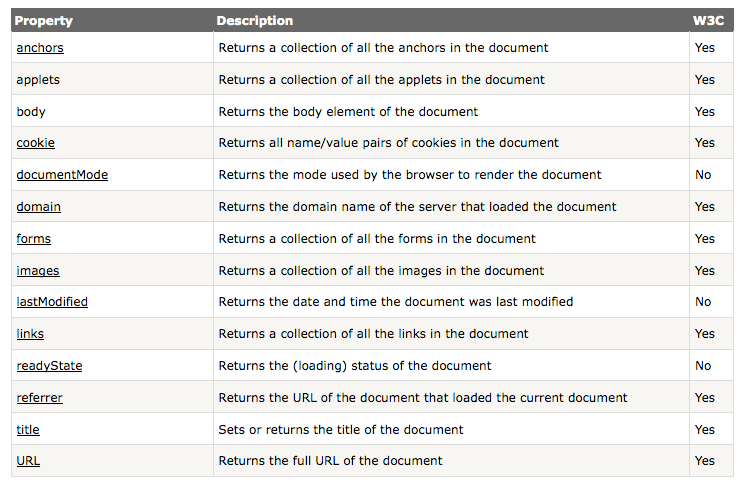 Property Description W3C
anchors Returns a collection of all the anchors in the document Yes
applets Returns a collection of all the applets in the document Yes
body Returns the body element of the document Yes
cookie Returns all name/value pairs of cookies in the document Yes
documentMode Returns the mode used by the browser to render the document No
domain Returns the domain name of the server that loaded the document Yes
forms Returns a collection of all the forms in the document Yes
images Returns a collection of all the images in the document Yes
lastModified Returns the date and time the document was last modified No
links Returns a collection of all the links in the document Yes
readyState Returns the (loading) status of the document No
referrer Returns the URL of the document that loaded the current document Yes
title Sets or returns the title of the document Yes
URL Returns the full URL of the document Yes